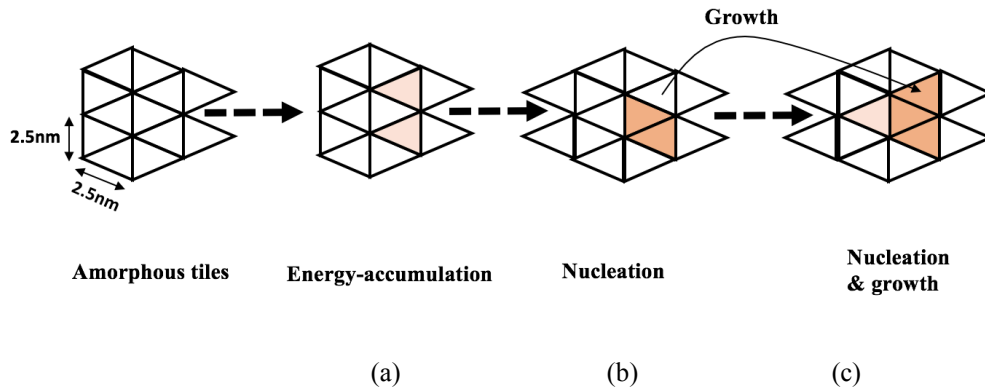 Growth
2.5nm
2.5nm
Amorphous tiles
Energy-accumulation
Nucleation
Nucleation
& growth
(a)
(b)
(c)